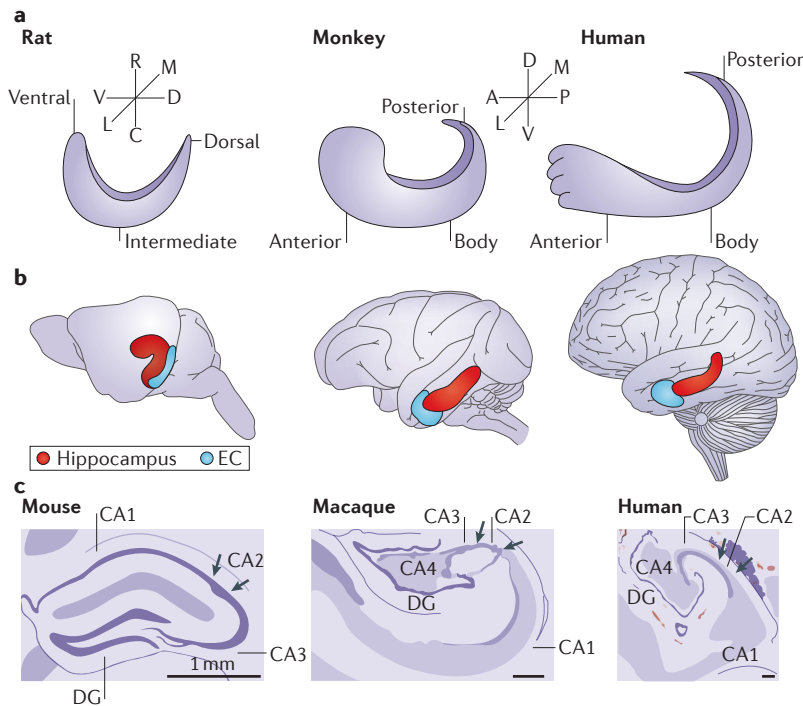 a
Rat
Monkey
Human
R
M
V
D
L
C
Ventral
Dorsal
Intermediate
D
M
A
P
L
V
Posterior
Anterior
Body
Posterior
Anterior
Body
b
Hippocampus
EC
c
Mouse
Macaque
Human
CA1
CA2
CA3
DG
1 mm
CA3
CA2
CA4
DG
CA1
CA3
CA2
CA4
DG
CA1